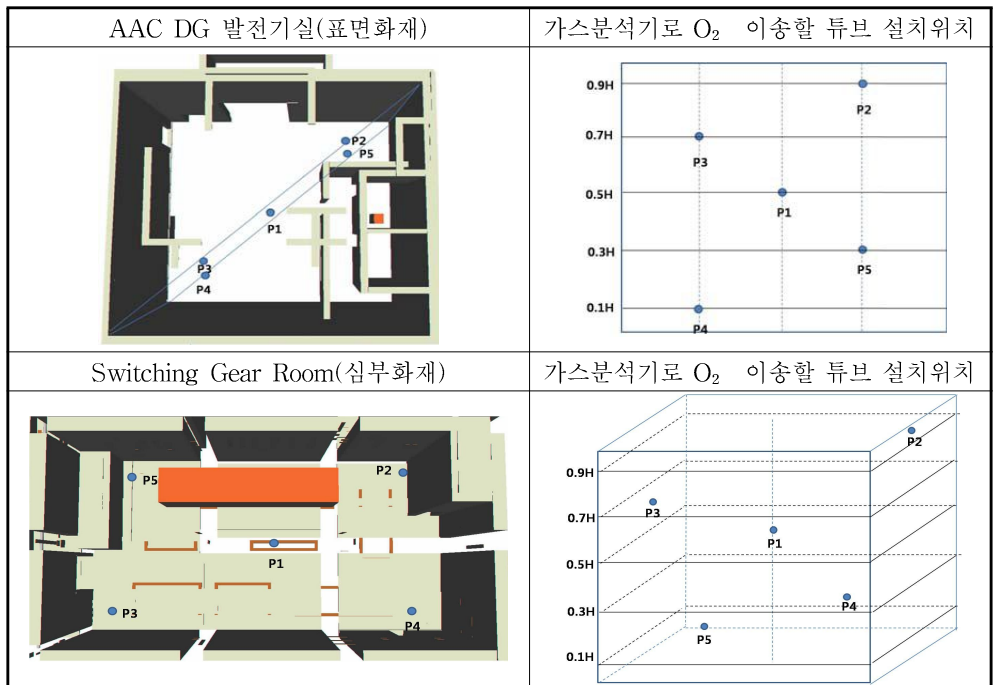 AAC DG 발전기실(표면화재)
가스분석기로 O₂ 이송할 튜브 설치위치
P2
P5
P1
P3
P4
0.9H
0.7H
0.5H
0.3H
0.1H
P2
P3
P1
P5
P4
Switching Gear Room(심부화재)
가스분석기로 O₂ 이송할 튜브 설치위치
P5
P2
P1
P3
P4
0.9H
0.7H
0.5H
0.3H
0.1H
P2
P3
P1
P4
P5